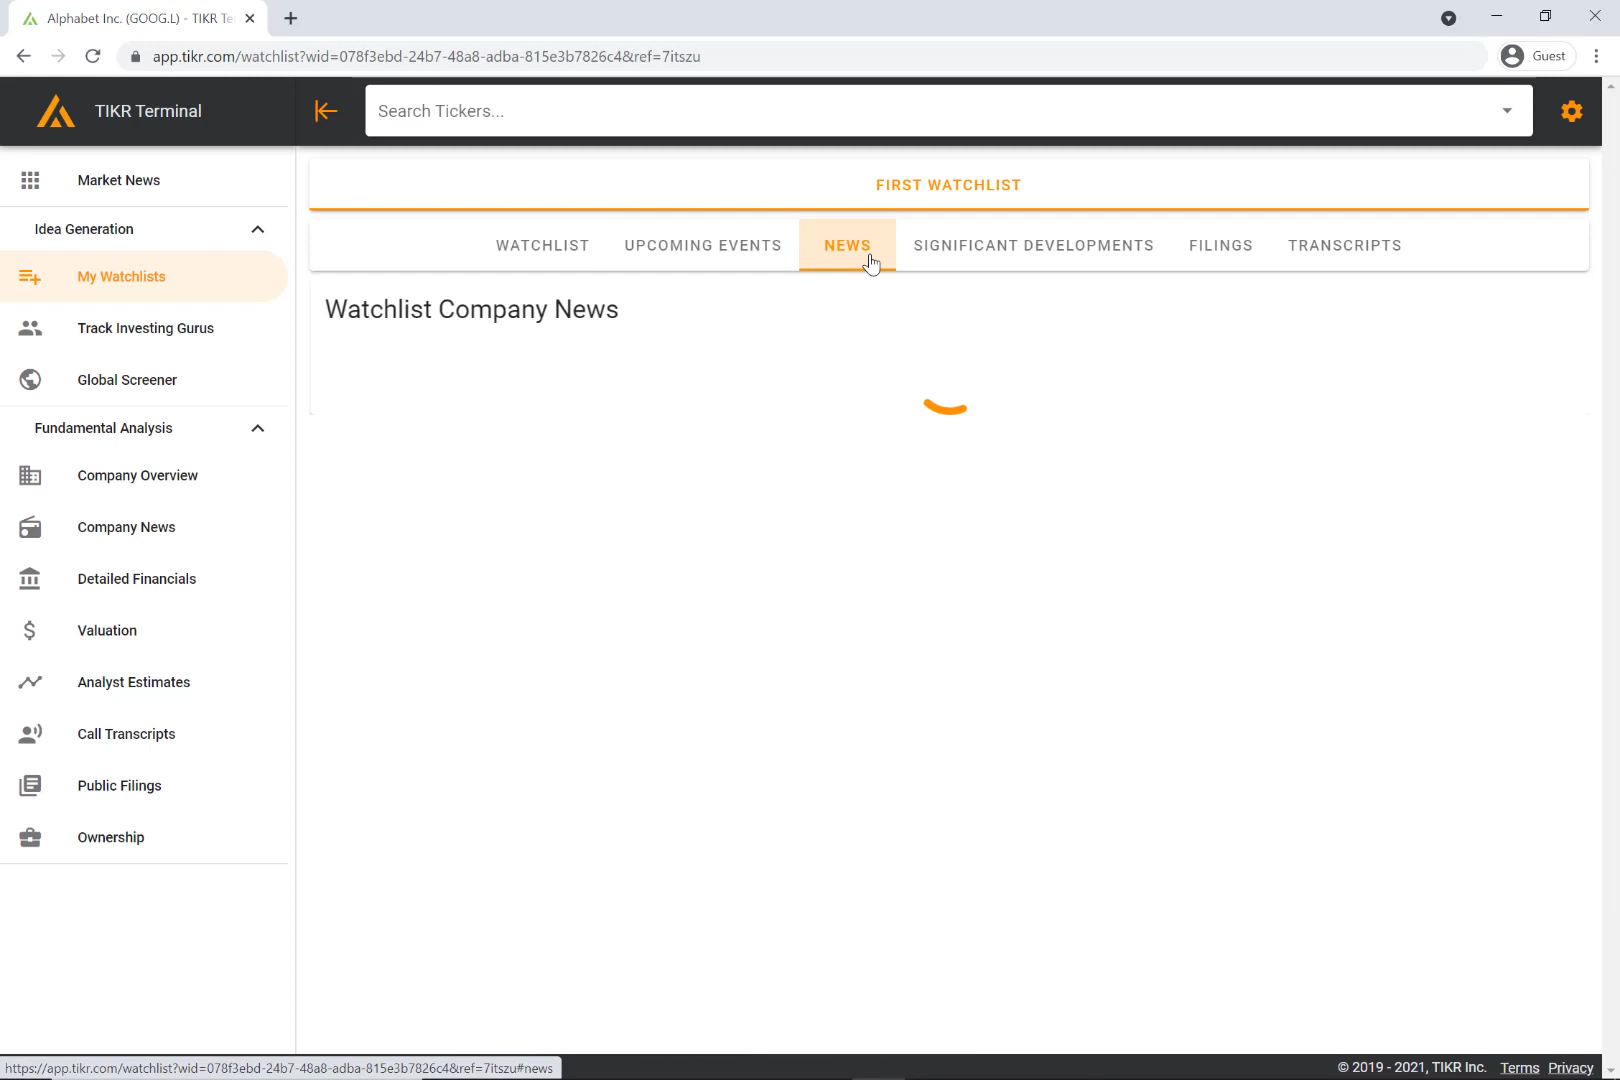 Alphabet Inc. (GOOG.L) - TIKR Te
app.tikr.com/watchlist?wid=078f3ebd-24b7-48a8-adba-815e3b7826c4&ref=7itszu
Guest
TIKR Terminal
Search Tickers...
Market News
Idea Generation
My Watchlists
Track Investing Gurus
Global Screener
Fundamental Analysis
Company Overview
Company News
Detailed Financials
Valuation
Analyst Estimates
Call Transcripts
Public Filings
Ownership
FIRST WATCHLIST
WATCHLIST UPCOMING EVENTS NEWS SIGNIFICANT DEVELOPMENTS FILINGS TRANSCRIPTS
Watchlist Company News
https://app.tikr.com/watchlist?wid=078f3ebd-24b7-48a8-adba-815e3b7826c4&ref=7itszu#news
© 2019 - 2021, TIKR Inc. Terms Privacy